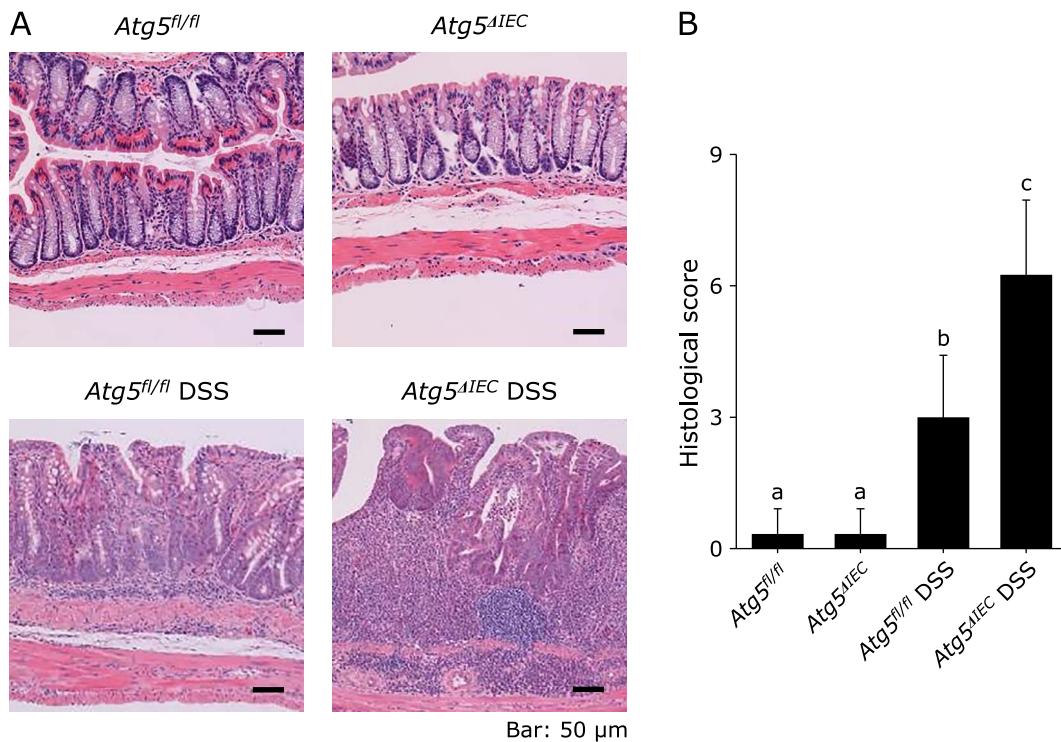 A
Atg5fl/fl
Atg5ΔIEC
Atg5fl/fl DSS
Atg5ΔIEC DSS
Bar: 50 μm
B
Histological score
9
6
3
0
a
a
b
c
Atg5fl/fl
Atg5ΔIEC
Atg5fl/fl DSS
Atg5ΔIEC DSS